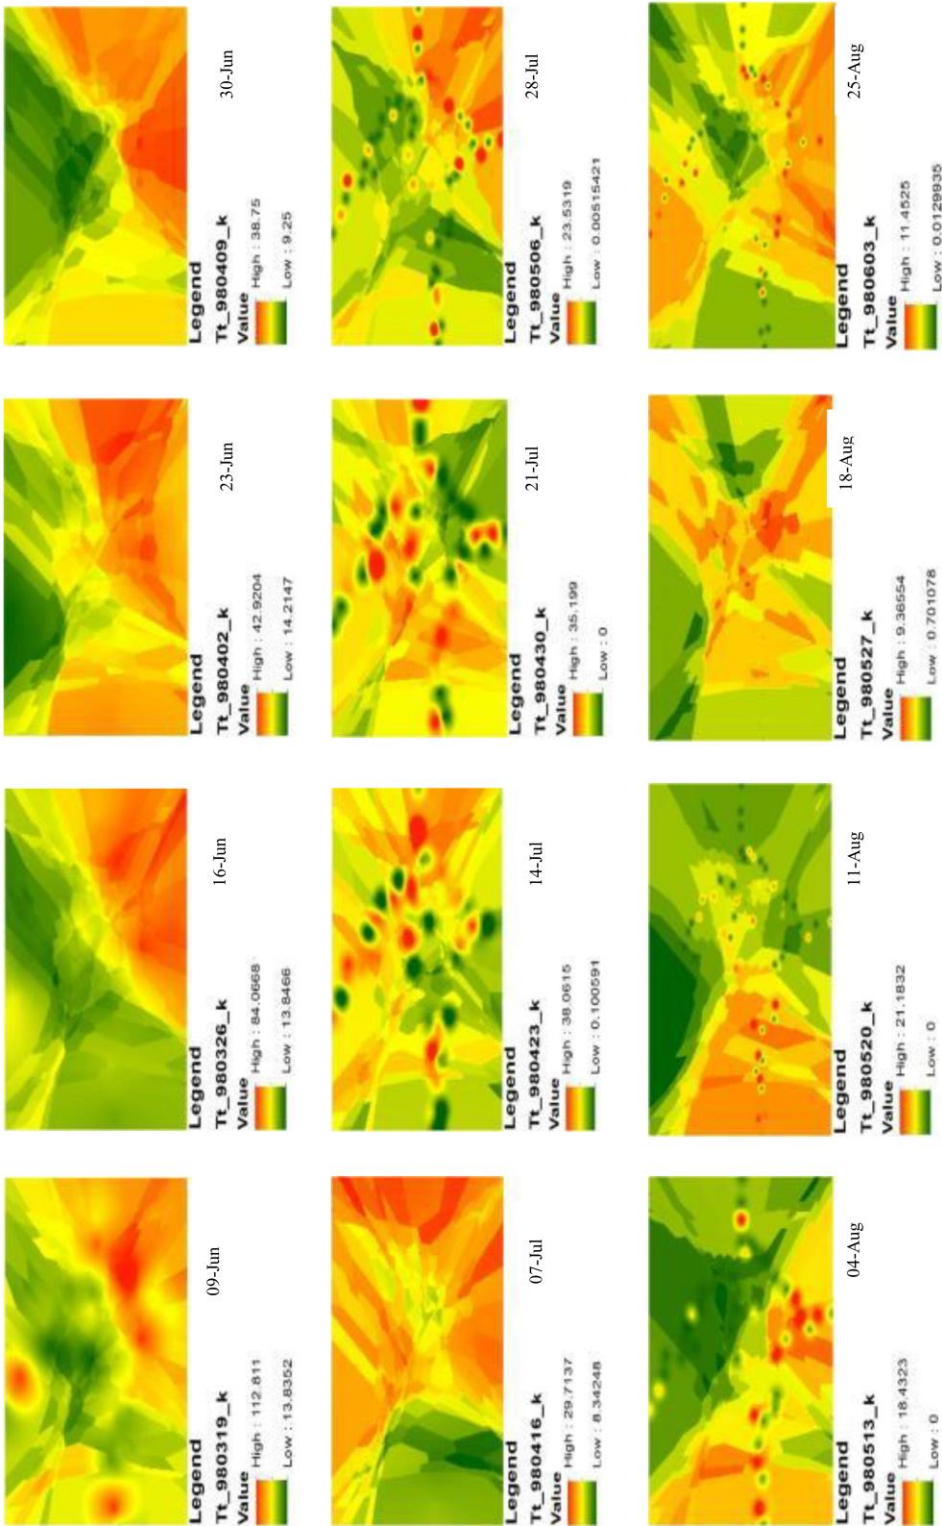 Legend
Tt_980319_k
Value
High : 112.811
Low : 13.8352
09-Jun
Legend
Tt_980326_k
Value
High : 84.0668
Low : 13.8466
16-Jun
Legend
Tt_980402_k
Value
High : 42.9204
Low : 14.2147
23-Jun
Legend
Tt_980409_k
Value
High : 38.75
Low : 9.25
30-Jun
Legend
Tt_980416_k
Value
High : 29.7137
Low : 8.34248
07-Jul
Legend
Tt_980423_k
Value
High : 38.0615
Low : 0.100591
14-Jul
Legend
Tt_980430_k
Value
High : 35.199
Low : 0
21-Jul
Legend
Tt_980506_k
Value
High : 23.5319
Low : 0.00515421
28-Jul
Legend
Tt_980513_k
Value
High : 18.4323
Low : 0
04-Aug
Legend
Tt_980520_k
Value
High : 21.1832
Low : 0
11-Aug
Legend
Tt_980527_k
Value
High : 9.36554
Low : 0.701078
18-Aug
Legend
Tt_980603_k
Value
High : 11.4525
Low : 0.0129935
25-Aug